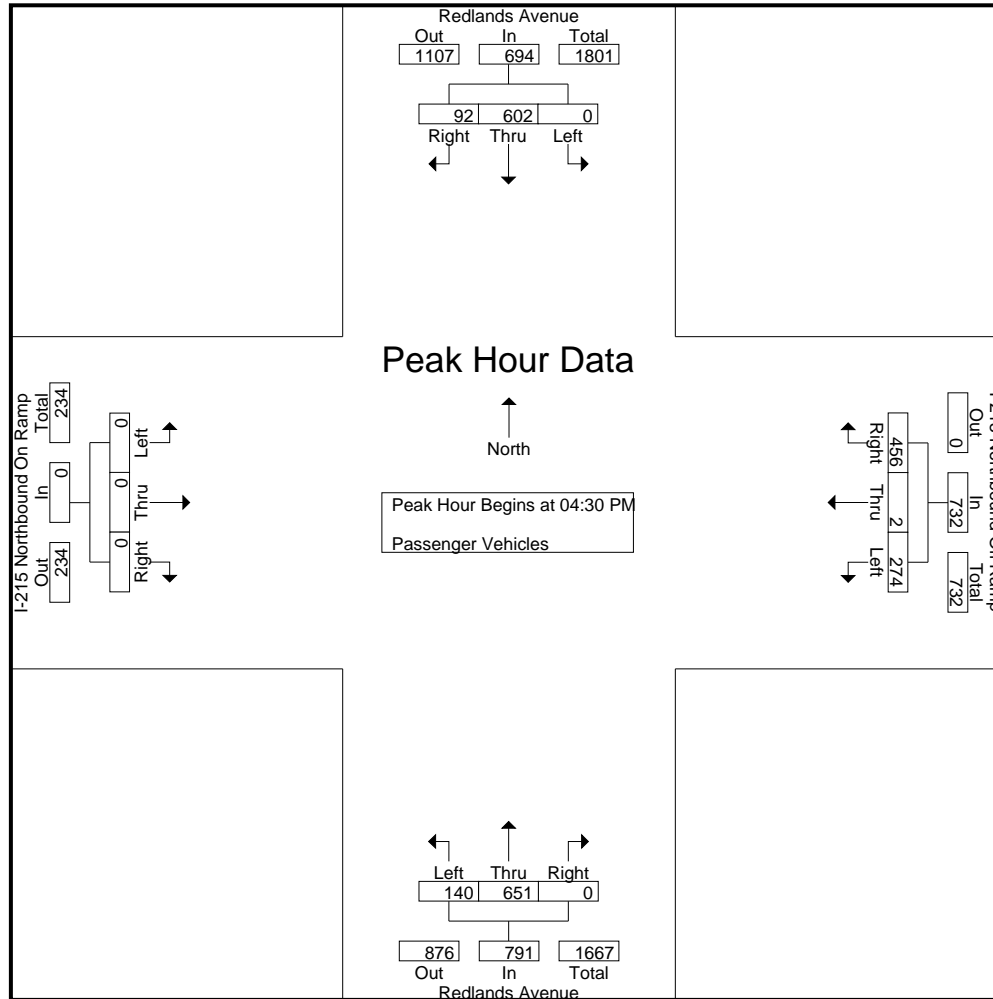 Redlands Avenue
Out In Total
1107 694 1801
92 602 0
Right Thru Left
Peak Hour Data
North
Peak Hour Begins at 04:30 PM
Passenger Vehicles
I-215 Northbound On Ramp
Total In Out
234 0 234
0 0 0
Left Thru Right
Ramp
Out In Total
0 732 732
456 2 274
Right Thru Left
Left Thru Right
140 651 0
876 791 1667
Out In Total
Redlands Avenue